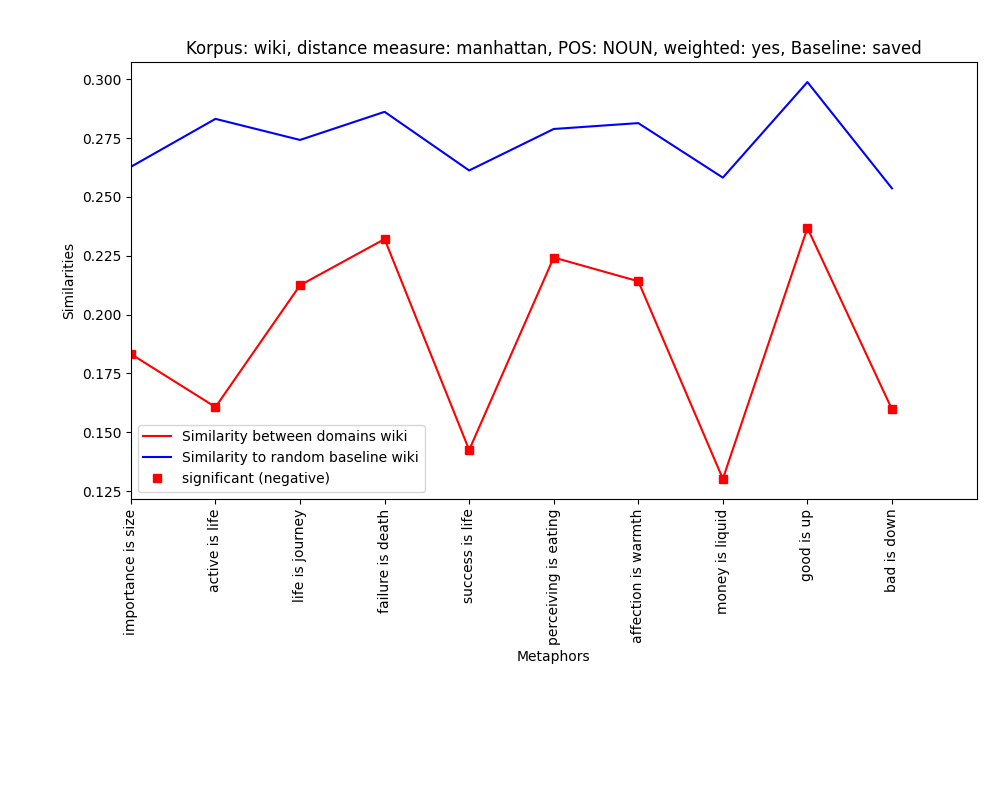 Korpus: wiki, distance measure: manhattan, POS: NOUN, weighted: yes, Baseline: saved
0.300
0.275
0.250
0.225
0.200
0.175
0.150
0.125
Similarities
Similarity between domains wiki
Similarity to random baseline wiki
significant (negative)
importance is size
active is life
life is journey
failure is death
success is life
perceiving is eating
affection is warmth
money is liquid
good is up
bad is down
Metaphors